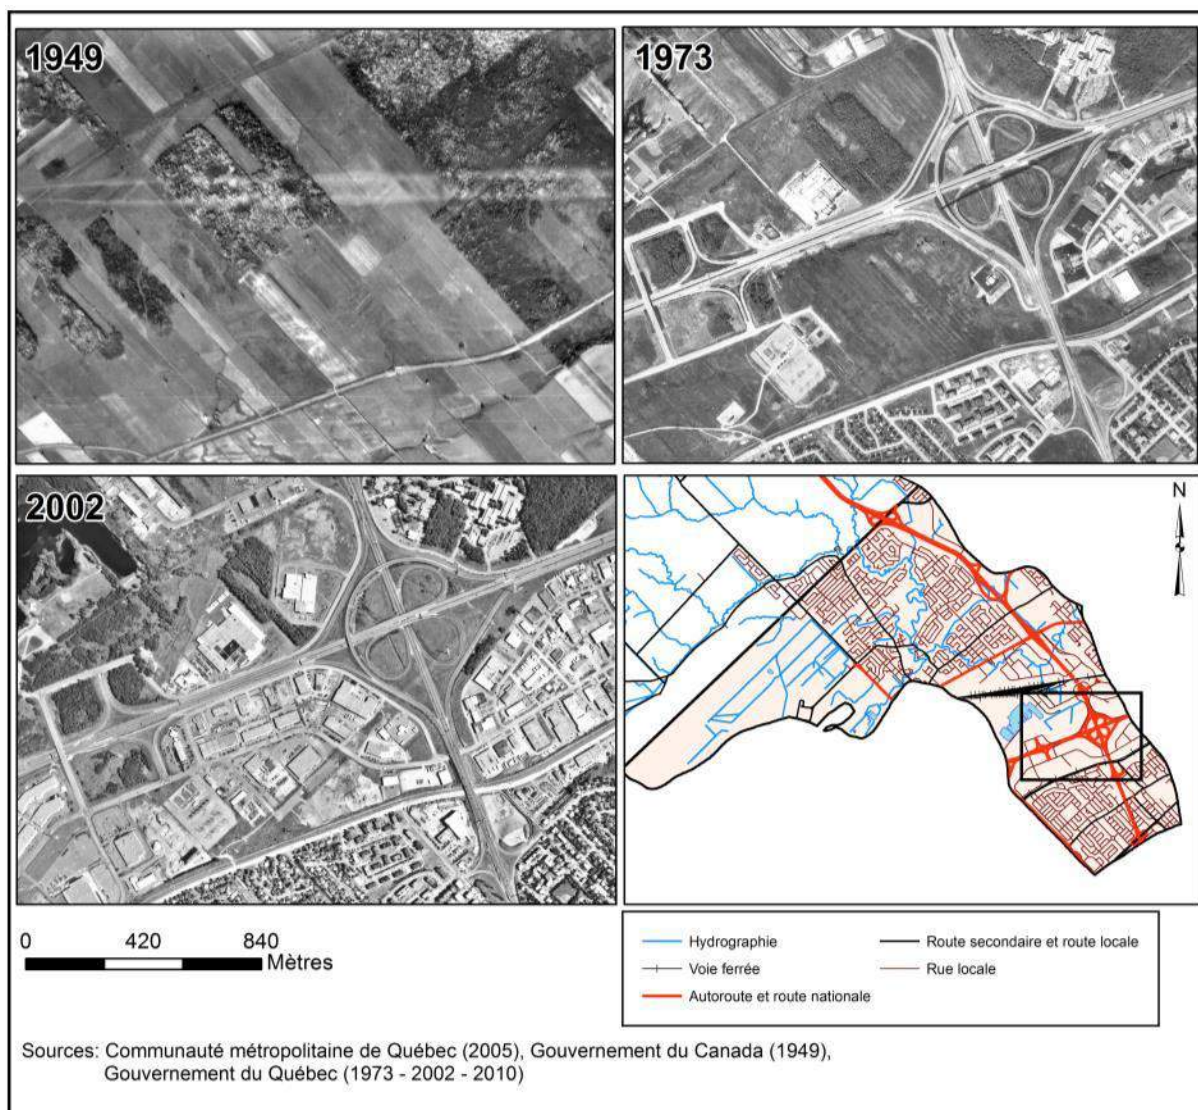 1949
1973
2002
N
0 420 840
Mètres
Hydrographie
Voie ferrée
Autoroute et route nationale
Route secondaire et route locale
Rue locale
Sources: Communauté métropolitaine de Québec (2005), Gouvernement du Canada (1949),
Gouvernement du Québec (1973 - 2002 - 2010)